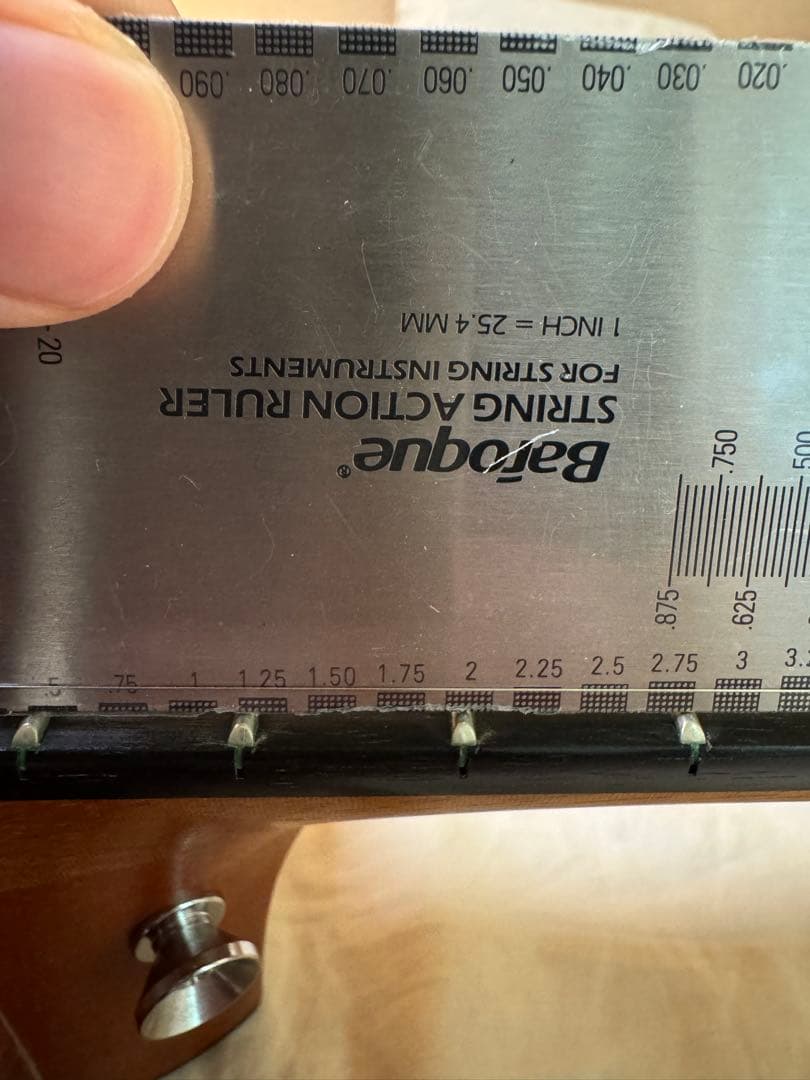 .020 .030 .040 .050 .060 .070 .080 .090
Baroque®
STRING ACTION RULER
FOR STRING INSTRUMENTS
1 INCH = 25.4 MM
20
.750 .500
.875 .625
.5 .75 1 1.25 1.50 1.75 2 2.25 2.5 2.75 3